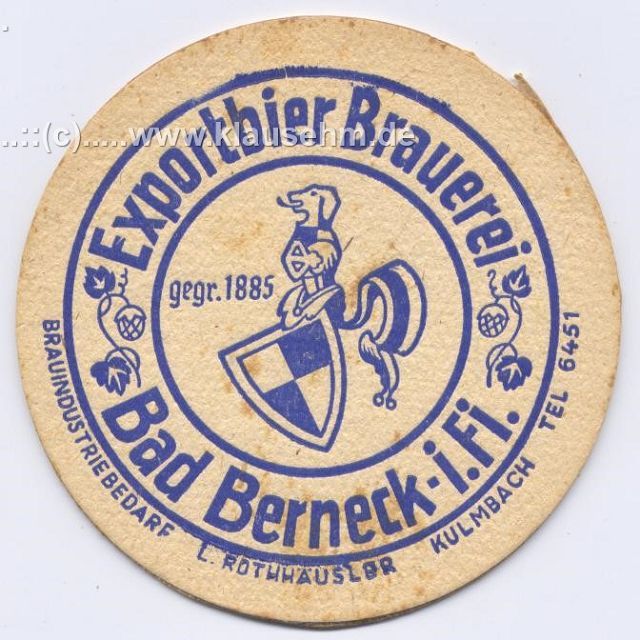 ..::(c).....www.klausehm.de
Exportbier Brauerei
gegr. 1885
Bad Berneck - i. Fi.
BRAUINDUSTRIEBEDARF L. ROTHHÄUSLER KULMBACH TEL 6451